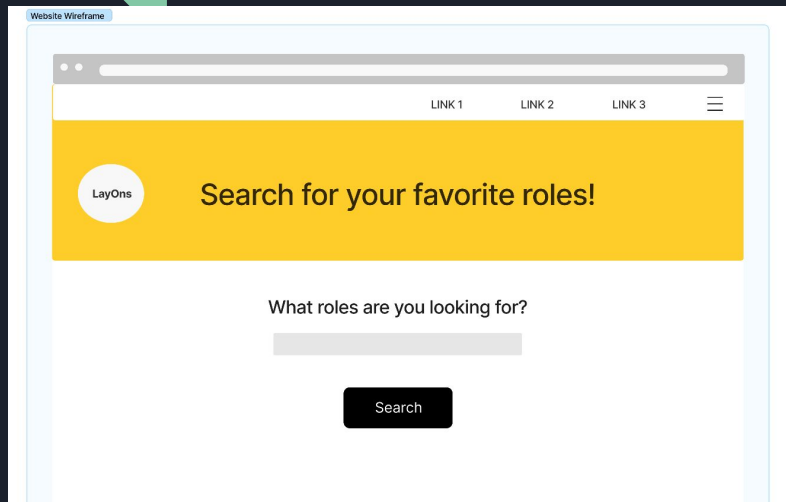 Website Wireframe
LINK 1 LINK 2 LINK 3
LayOns
Search for your favorite roles!
What roles are you looking for?
Search